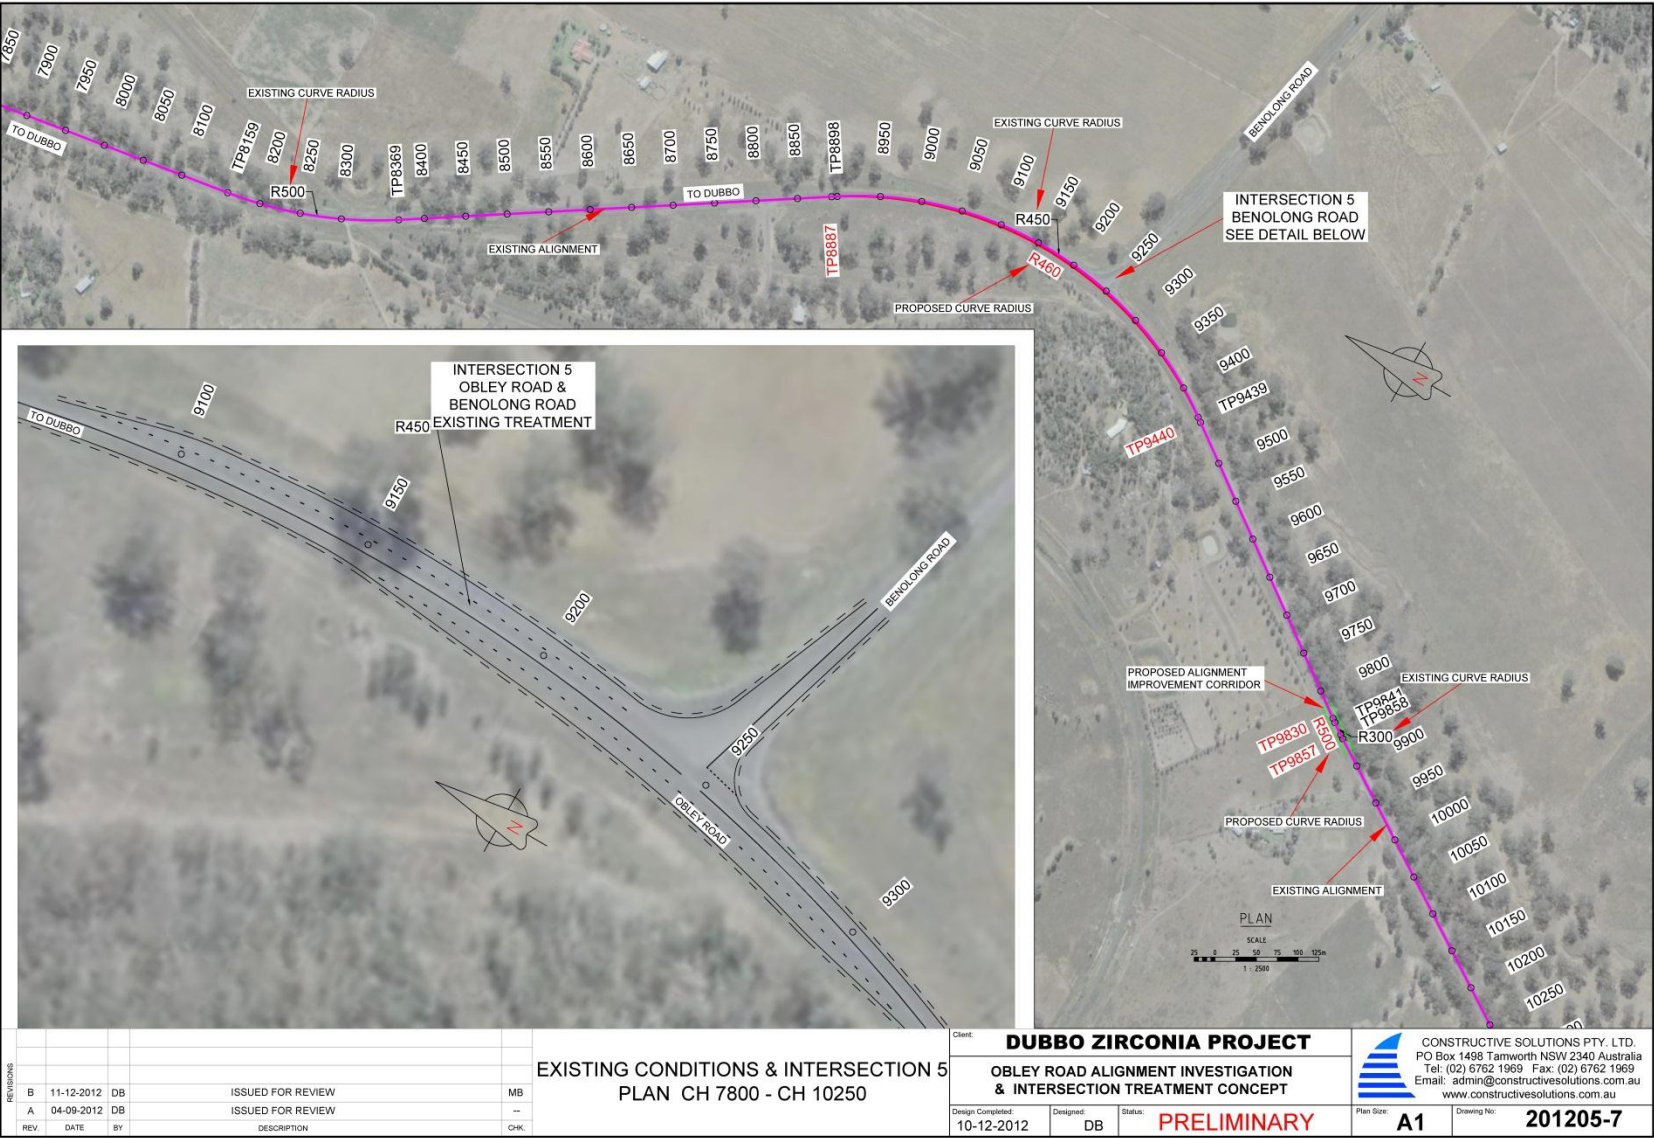 7850
7900
7950
8000
8050
8100
TP8159
8200
8250
8300
TP8369
8400
8450
8500
8550
8600
8650
8700
8750
8800
8850
TP8898
8950
9000
9050
9100
9150
9200
9250
9300
9350
9400
TP9439
9500
9550
9600
9650
9700
9750
9800
TP9841
TP9858
9900
9950
10000
10050
10100
10150
10200
10250
TO DUBBO
EXISTING CURVE RADIUS
R500
TO DUBBO
EXISTING ALIGNMENT
TP8887
EXISTING CURVE RADIUS
R450
R460
PROPOSED CURVE RADIUS
BENOLONG ROAD
INTERSECTION 5
BENOLONG ROAD
SEE DETAIL BELOW
N
TP9440
PROPOSED ALIGNMENT
IMPROVEMENT CORRIDOR
EXISTING CURVE RADIUS
R300
TP9830
R500
TP9857
PROPOSED CURVE RADIUS
EXISTING ALIGNMENT
PLAN
SCALE
25 0 25 50 75 100 125m
1 : 2500
INTERSECTION 5
OBLEY ROAD &
BENOLONG ROAD
EXISTING TREATMENT
R450
TO DUBBO
9100
9150
9200
9250
9300
BENOLONG ROAD
OBLEY ROAD
N
REVISIONS
B 11-12-2012 DB ISSUED FOR REVIEW MB
A 04-09-2012 DB ISSUED FOR REVIEW --
REV. DATE BY DESCRIPTION CHK.
EXISTING CONDITIONS & INTERSECTION 5
PLAN CH 7800 - CH 10250
Client:
DUBBO ZIRCONIA PROJECT
OBLEY ROAD ALIGNMENT INVESTIGATION
& INTERSECTION TREATMENT CONCEPT
Design Completed:
10-12-2012
Designed:
DB
Status:
PRELIMINARY
CONSTRUCTIVE SOLUTIONS PTY. LTD.
PO Box 1498 Tamworth NSW 2340 Australia
Tel: (02) 6762 1969 Fax: (02) 6762 1969
Email: admin@constructivesolutions.com.au
www.constructivesolutions.com.au
Plan Size:
A1
Drawing No:
201205-7